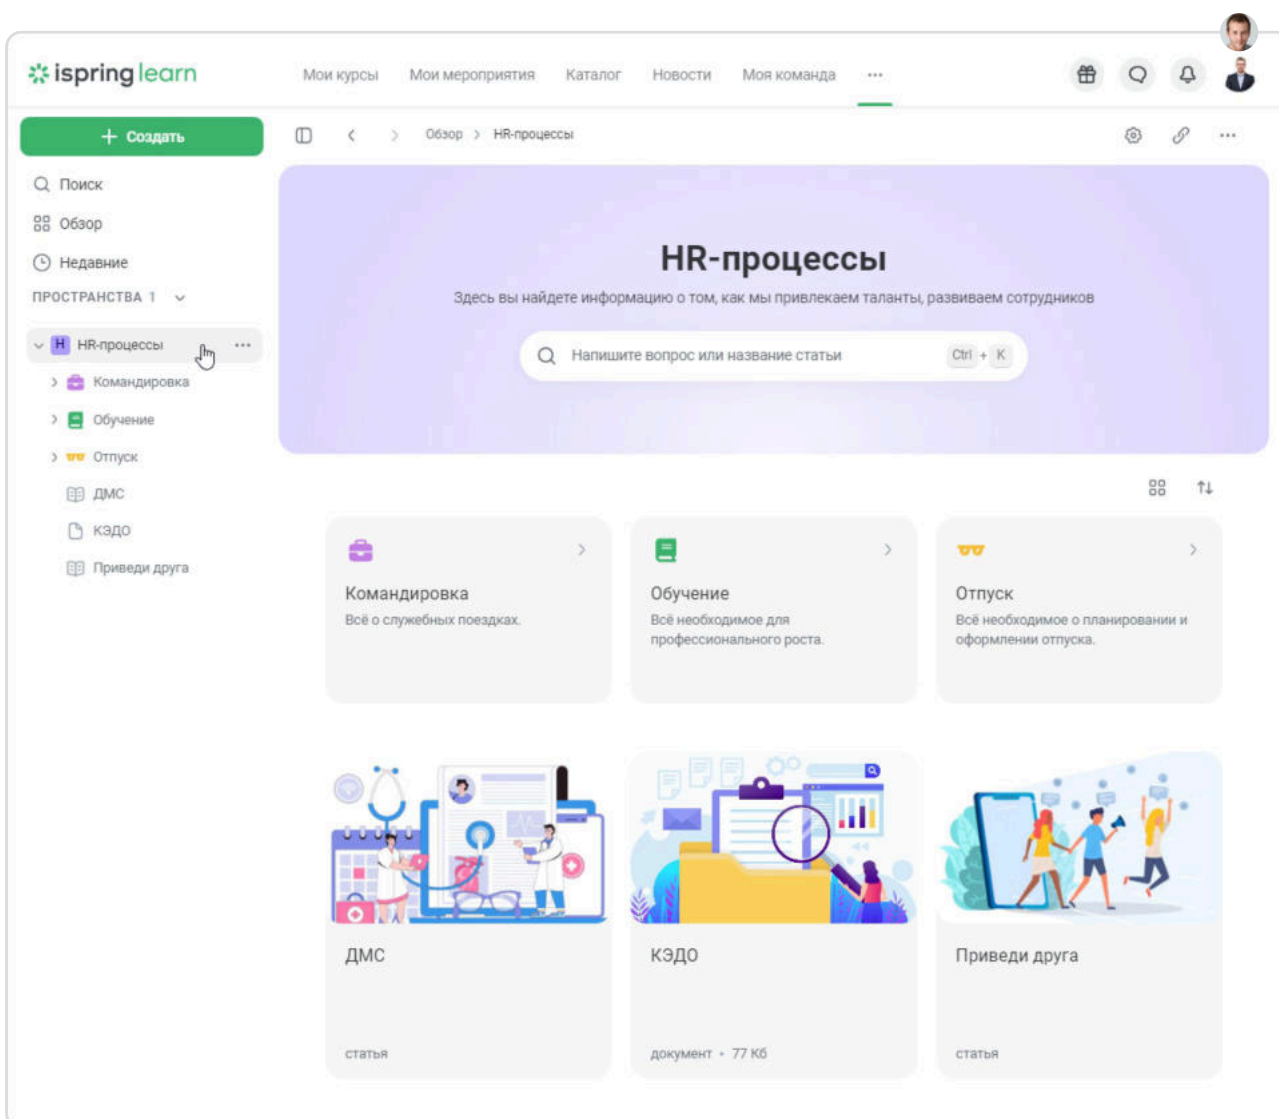 ispring learn
Мои курсы
Мои мероприятия
Каталог
Новости
Моя команда
+ Создать
Обзор > HR-процессы
Поиск
Обзор
Недавние
ПРОСТРАНСТВА 1
H HR-процессы
Командировка
Обучение
Отпуск
ДМС
КЭДО
Приведи друга
HR-процессы
Здесь вы найдете информацию о том, как мы привлекаем таланты, развиваем сотрудников
Напишите вопрос или название статьи
Ctrl + K
Командировка
Всё о служебных поездках.
Обучение
Всё необходимое для
профессионального роста.
Отпуск
Всё необходимое о планировании и
оформлении отпуска.
ДМС
статья
КЭДО
документ • 77 Кб
Приведи друга
статья